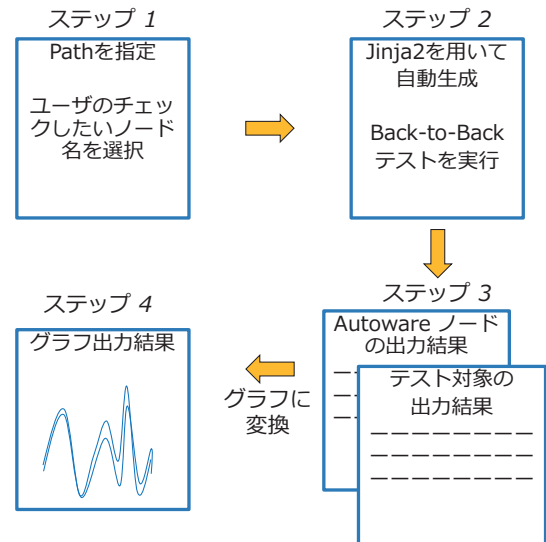 ステップ 1
Pathを指定
ユーザのチェッ
クしたいノード
名を選択
ステップ 2
Jinja2を用いて
自動生成
Back-to-Back
テストを実行
ステップ 3
Autoware ノード
の出力結果
テスト対象の
出力結果
グラフに
変換
ステップ 4
グラフ出力結果